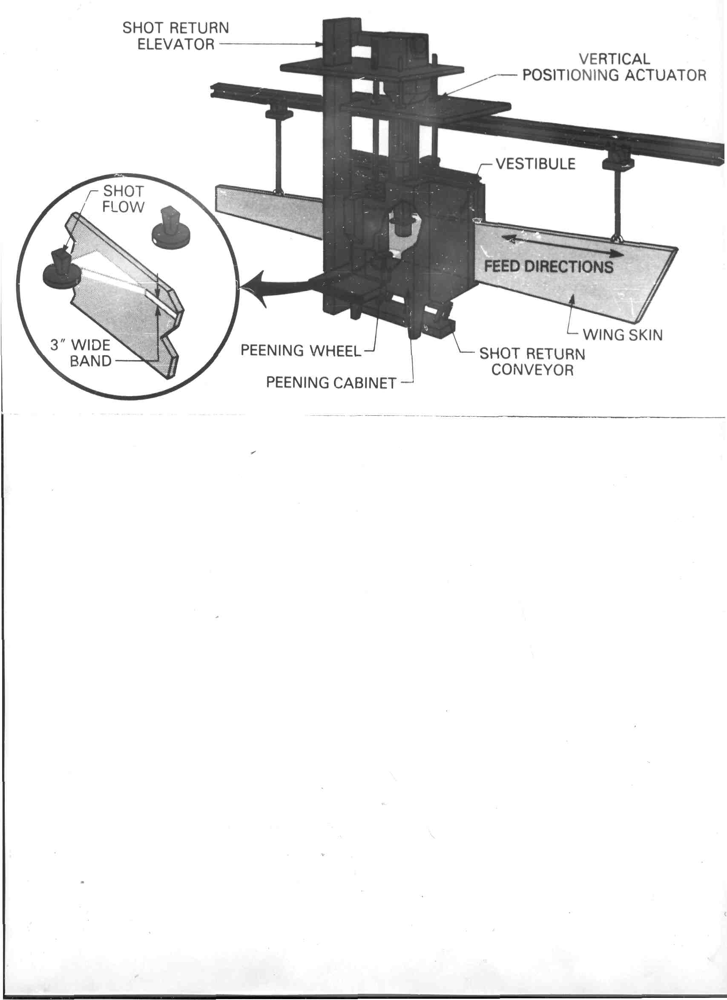 SHOT RETURN
ELEVATOR
VERTICAL
POSITIONING ACTUATOR
VESTIBULE
SHOT
FLOW
FEED DIRECTIONS
3" WIDE
BAND
PEENING WHEEL
WING SKIN
SHOT RETURN
CONVEYOR
PEENING CABINET